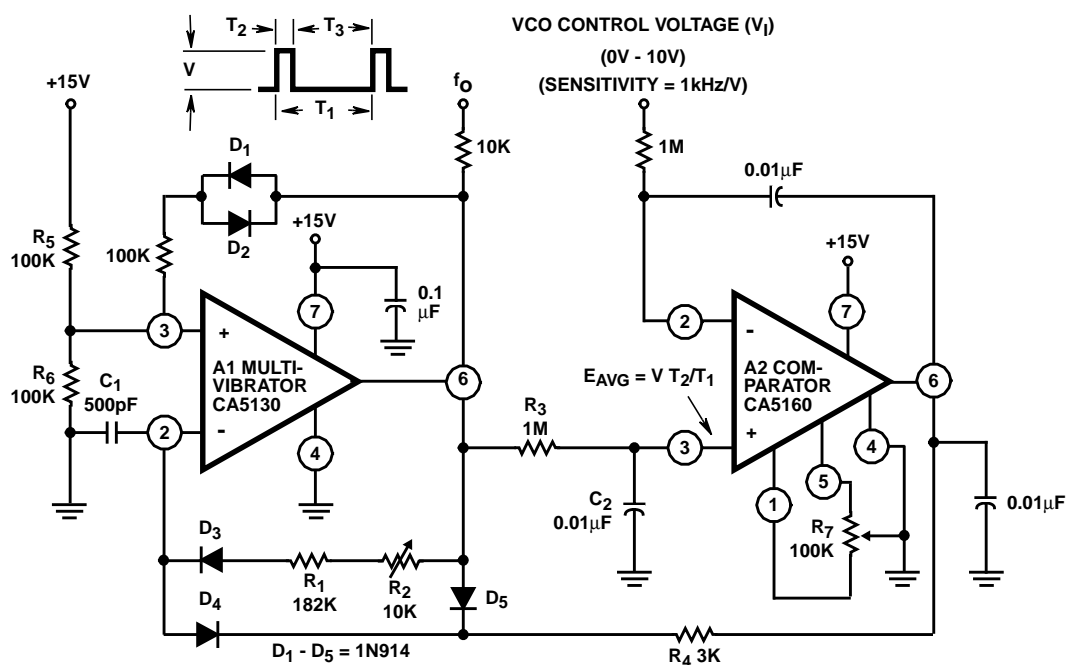 T2
T3
V
T1
+15V
fO
VCO CONTROL VOLTAGE (VI)
(0V - 10V)
(SENSITIVITY = 1kHz/V)
10K
1M
0.01μF
D1
D2
+15V
+15V
R5
100K
100K
0.1
μF
7
7
3
+
2
-
A1 MULTI-
VIBRATOR
CA5130
A2 COM-
PARATOR
CA5160
6
6
EAVG = V T2/T1
R6
100K
C1
500pF
2
-
4
R3
1M
3
+
4
5
1
C2
0.01μF
R7
100K
0.01μF
D3
R1
182K
R2
10K
D5
D4
D1 - D5 = 1N914
R4 3K